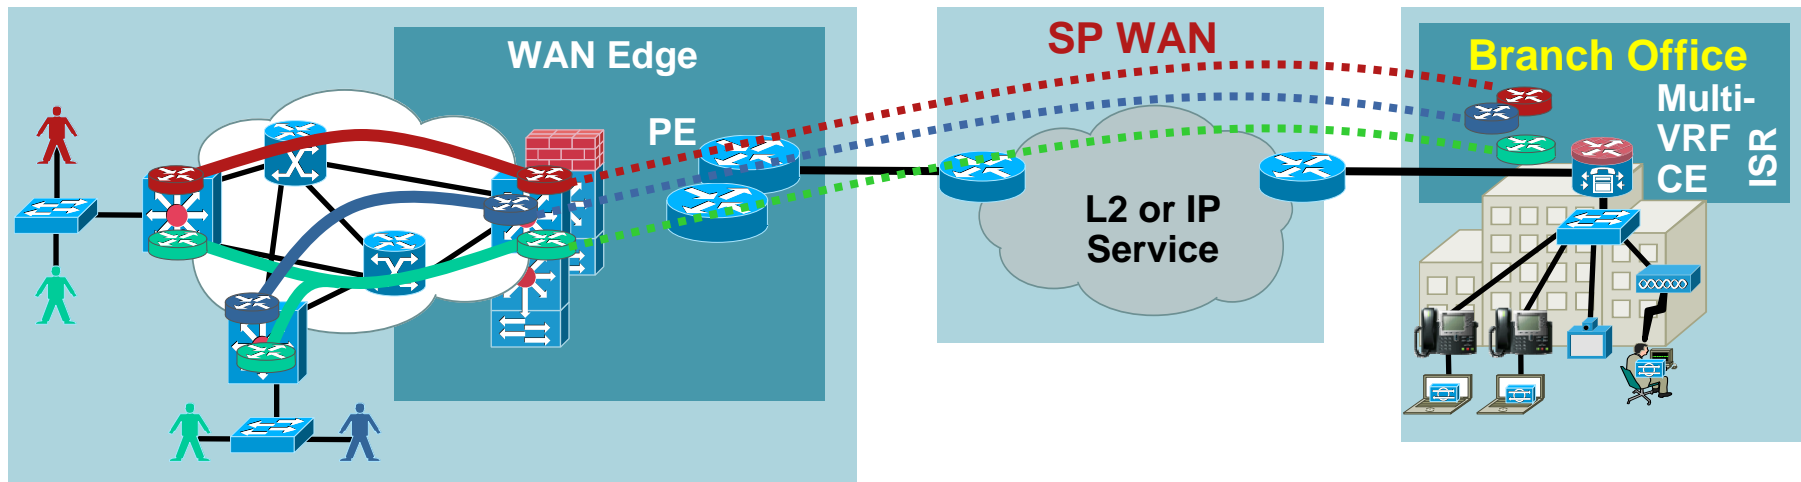 WAN Edge
PE
SP WAN
L2 or IP
Service
Branch Office
Multi-
VRF
CE
ISR